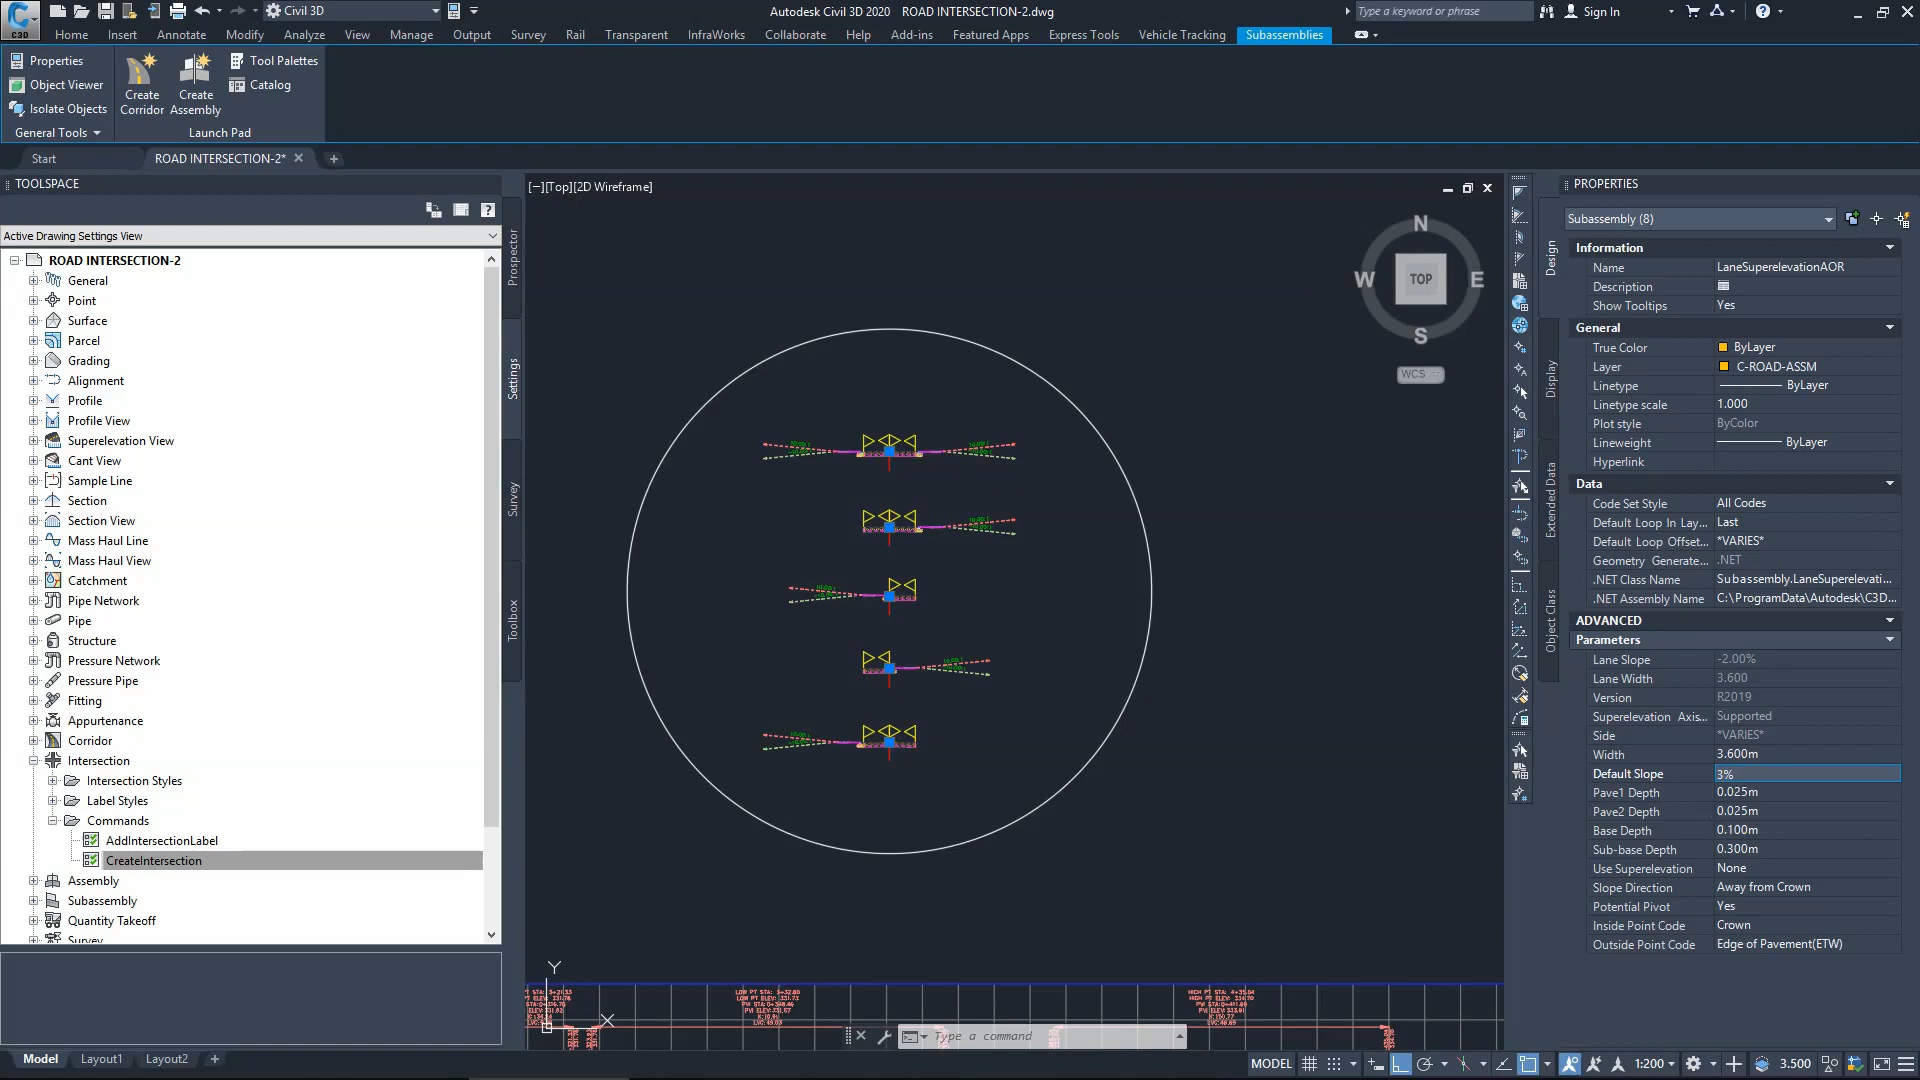 Civil 3D
Autodesk Civil 3D 2020 ROAD INTERSECTION-2.dwg
Type a keyword or phrase
Sign In
C3D
Home Insert Annotate Modify Analyze View Manage Output Survey Rail Transparent InfraWorks Collaborate Help Add-ins Featured Apps Express Tools Vehicle Tracking Subassemblies
Properties
Object Viewer
Isolate Objects
General Tools
Create Corridor
Create Assembly
Tool Palettes
Catalog
Launch Pad
Start
ROAD INTERSECTION-2*
TOOLSPACE
Active Drawing Settings View
ROAD INTERSECTION-2
General
Point
Surface
Parcel
Grading
Alignment
Profile
Profile View
Superelevation View
Cant View
Sample Line
Section
Section View
Mass Haul Line
Mass Haul View
Catchment
Pipe Network
Pipe
Structure
Pressure Network
Pressure Pipe
Fitting
Appurtenance
Corridor
Intersection
Intersection Styles
Label Styles
Commands
AddIntersectionLabel
CreateIntersection
Assembly
Subassembly
Quantity Takeoff
Survey
Prospector
Settings
Survey
Toolbox
[−][Top][2D Wireframe]
N
W TOP E
S
WCS
Y
X
LOW PT STA: 3+32.60
LOW PT ELEV: 331.73
Type a command
PROPERTIES
Design
Display
Extended Data
Object Class
Subassembly (8)
Information
Name LaneSuperelevationAOR
Description
Show Tooltips Yes
General
True Color ByLayer
Layer C-ROAD-ASSM
Linetype ByLayer
Linetype scale 1.000
Plot style ByColor
Lineweight ByLayer
Hyperlink
Data
Code Set Style All Codes
Default Loop In Lay... Last
Default Loop Offset... *VARIES*
Geometry Generate... .NET
.NET Class Name Subassembly.LaneSuperelevati...
.NET Assembly Name C:\ProgramData\Autodesk\C3D...
ADVANCED
Parameters
Lane Slope -2.00%
Lane Width 3.600
Version R2019
Superelevation Axis... Supported
Side *VARIES*
Width 3.600m
Default Slope 3%
Pave1 Depth 0.025m
Pave2 Depth 0.025m
Base Depth 0.100m
Sub-base Depth 0.300m
Use Superelevation None
Slope Direction Away from Crown
Potential Pivot Yes
Inside Point Code Crown
Outside Point Code Edge of Pavement(ETW)
Model Layout1 Layout2
MODEL
1:200
3.500